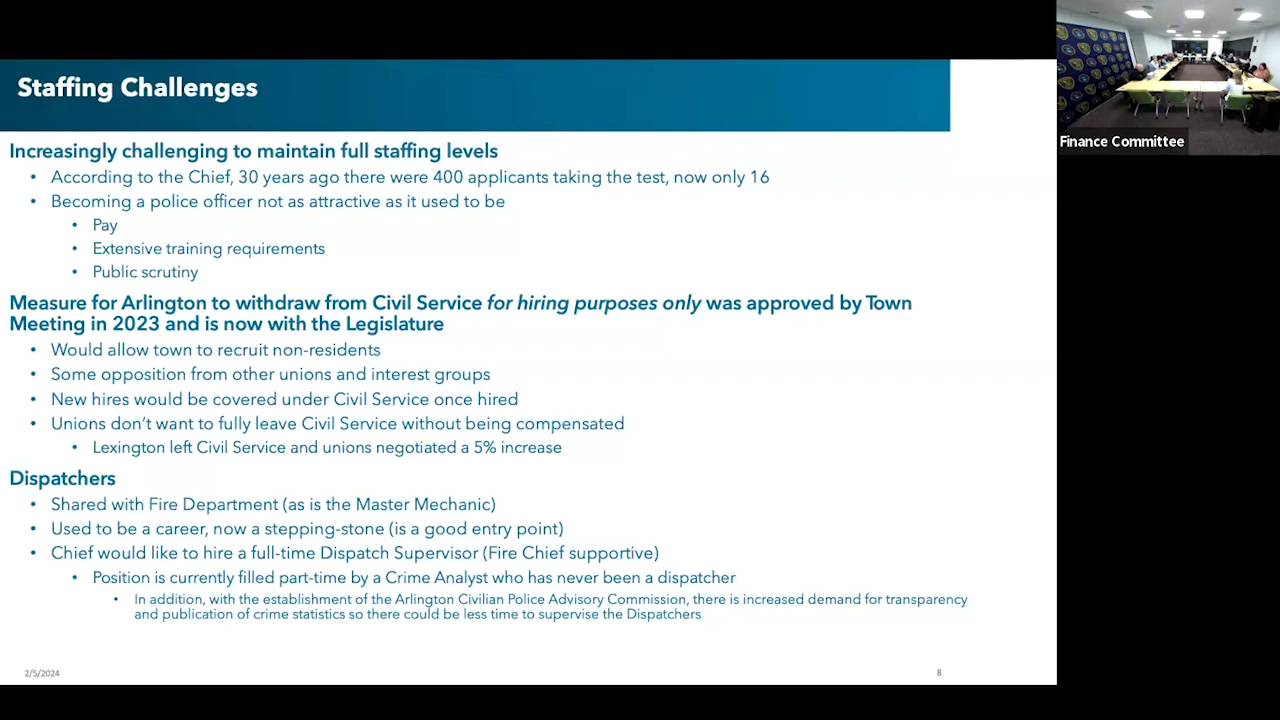 Staffing Challenges
Increasingly challenging to maintain full staffing levels
• According to the Chief, 30 years ago there were 400 applicants taking the test, now only 16
• Becoming a police officer not as attractive as it used to be
• Pay
• Extensive training requirements
• Public scrutiny
Measure for Arlington to withdraw from Civil Service for hiring purposes only was approved by Town
Meeting in 2023 and is now with the Legislature
• Would allow town to recruit non-residents
• Some opposition from other unions and interest groups
• New hires would be covered under Civil Service once hired
• Unions don't want to fully leave Civil Service without being compensated
• Lexington left Civil Service and unions negotiated a 5% increase
Dispatchers
• Shared with Fire Department (as is the Master Mechanic)
• Used to be a career, now a stepping-stone (is a good entry point)
• Chief would like to hire a full-time Dispatch Supervisor (Fire Chief supportive)
• Position is currently filled part-time by a Crime Analyst who has never been a dispatcher
• In addition, with the establishment of the Arlington Civilian Police Advisory Commission, there is increased demand for transparency
and publication of crime statistics so there could be less time to supervise the Dispatchers
2/5/2024
8
Finance Committee